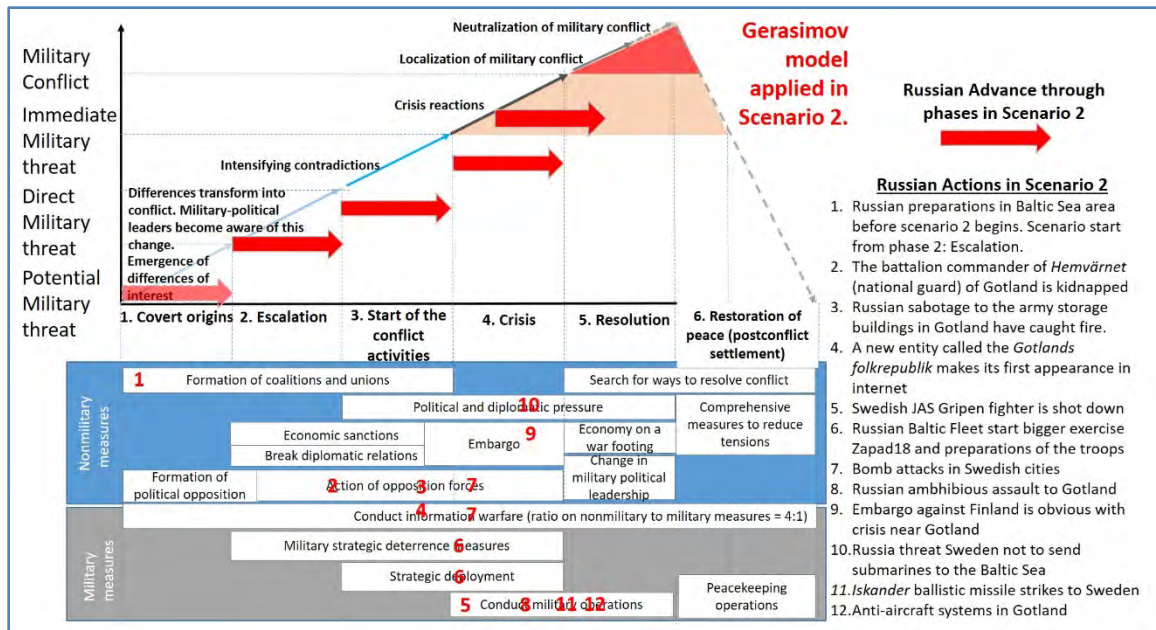 Neutralization of military conflict
Localization of military conflict
Crisis reactions
Intensifying contradictions
Differences transform into
conflict. Military-political
leaders become aware of this
change.
Emergence of differences of
interest
Military
Conflict
Immediate
Military
threat
Direct
Military
threat
Potential
Military
threat
Gerasimov
model
applied in
Scenario 2.
Russian Advance through
phases in Scenario 2
1. Covert origins
2. Escalation
3. Start of the
conflict
activities
4. Crisis
5. Resolution
6. Restoration of
peace (postconflict
settlement)
Nonmilitary
measures
1
Formation of coalitions and unions
Search for ways to resolve conflict
10
Political and diplomatic pressure
Comprehensive
measures to reduce
tensions
Economic sanctions
Break diplomatic relations
Embargo
9
Economy on a
war footing
Change in
military political
leadership
Formation of
political opposition
2
3
7
Action of opposition forces
4
7
Conduct information warfare (ratio on nonmilitary to military measures = 4:1)
Military
measures
Military strategic deterrence measures
6
Strategic deployment
6
5
Conduct military operations
8
11
12
Peacekeeping
operations
Russian Actions in Scenario 2
1. Russian preparations in Baltic Sea area
before scenario 2 begins. Scenario start
from phase 2: Escalation.
2. The battalion commander of Hemvärnet
(national guard) of Gotland is kidnapped
3. Russian sabotage to the army storage
buildings in Gotland have caught fire.
4. A new entity called the Gotlands
folkrepublik makes its first appearance in
internet
5. Swedish JAS Gripen fighter is shot down
6. Russian Baltic Fleet start bigger exercise
Zapad18 and preparations of the troops
7. Bomb attacks in Swedish cities
8. Russian ambhibious assault to Gotland
9. Embargo against Finland is obvious with
crisis near Gotland
10. Russia threat Sweden not to send
submarines to the Baltic Sea
11. Iskander ballistic missile strikes to Sweden
12. Anti-aircraft systems in Gotland